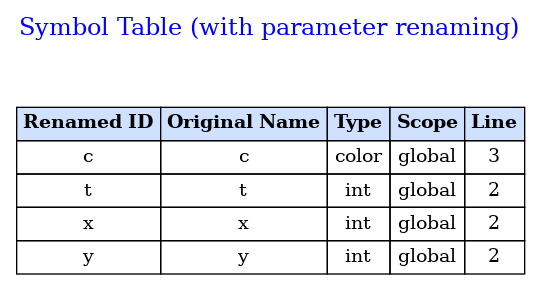 Symbol Table (with parameter renaming)
Renamed ID Original Name Type Scope Line
c c color global 3
t t int global 2
x x int global 2
y y int global 2